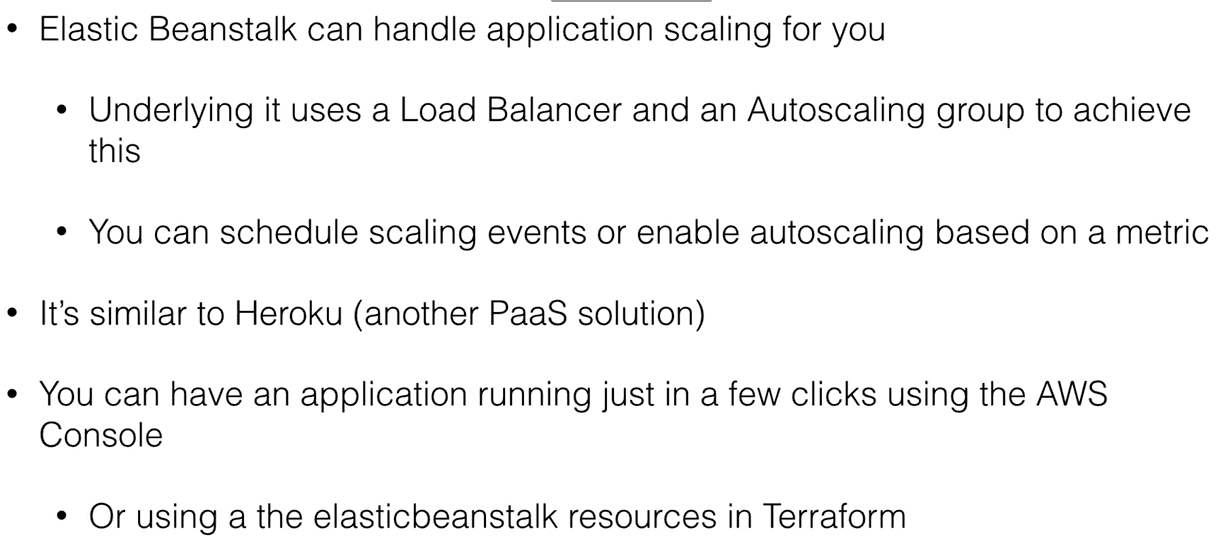 • Elastic Beanstalk can handle application scaling for you
• Underlying it uses a Load Balancer and an Autoscaling group to achieve
this
• You can schedule scaling events or enable autoscaling based on a metric
• It’s similar to Heroku (another PaaS solution)
• You can have an application running just in a few clicks using the AWS
Console
• Or using a the elasticbeanstalk resources in Terraform